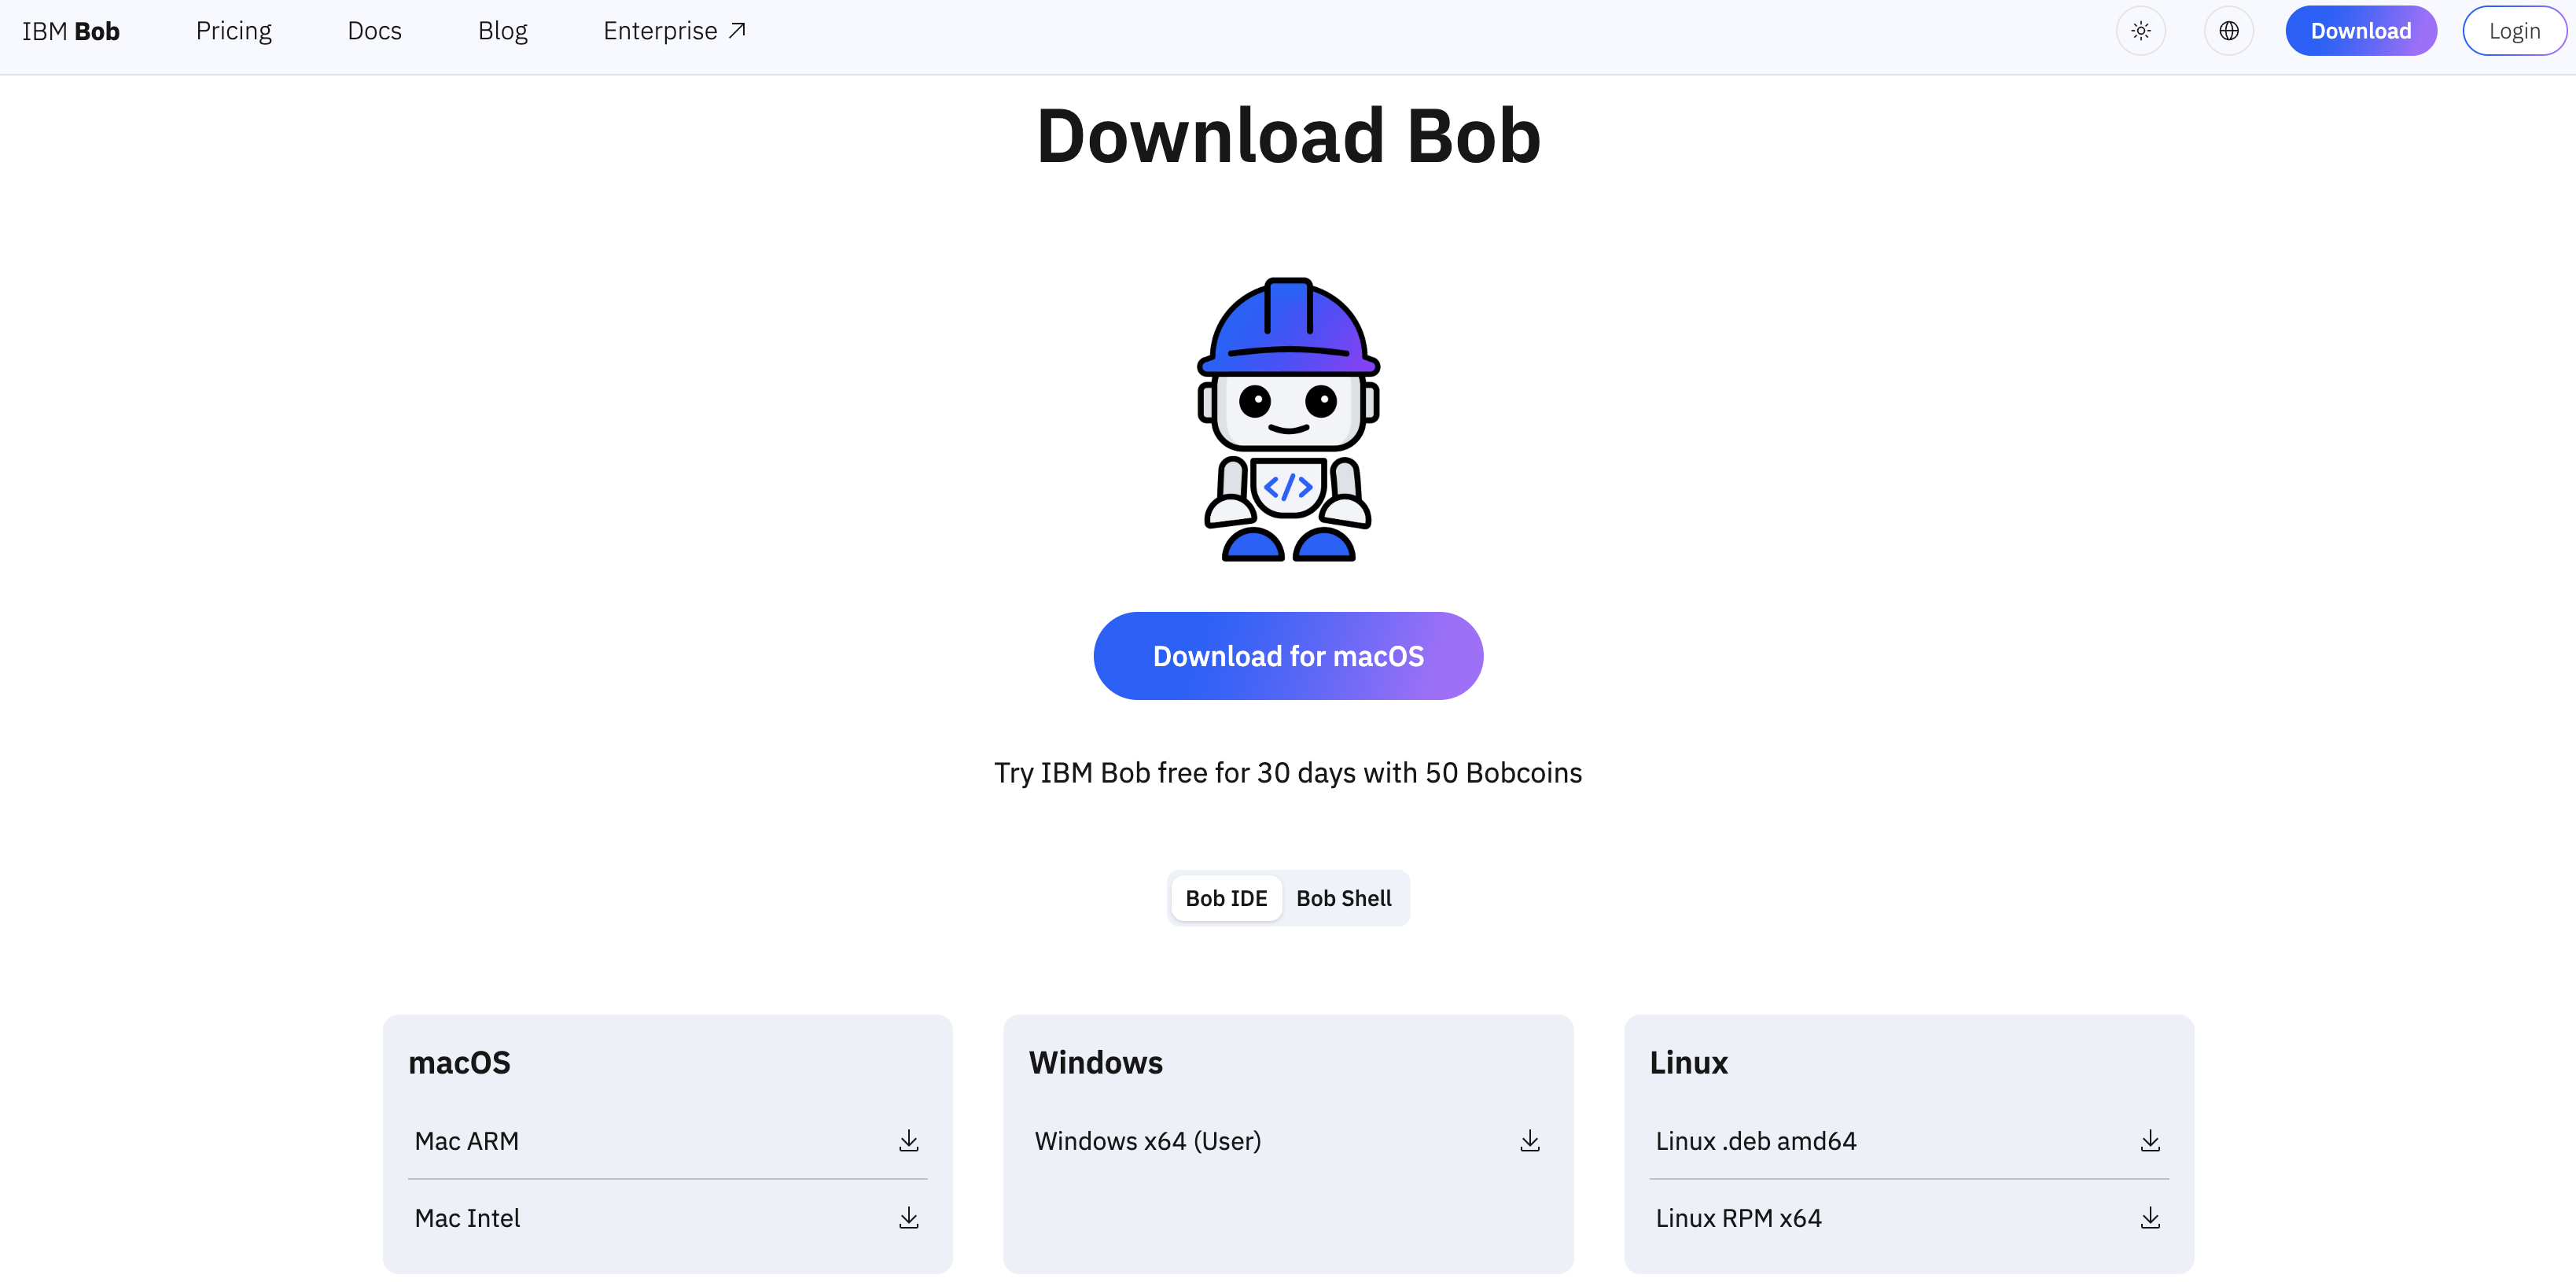 IBM Bob
Pricing
Docs
Blog
Enterprise
Download
Login
Download Bob
</>
Download for macOS
Try IBM Bob free for 30 days with 50 Bobcoins
Bob IDE
Bob Shell
macOS
Mac ARM
Mac Intel
Windows
Windows x64 (User)
Linux
Linux .deb amd64
Linux RPM x64